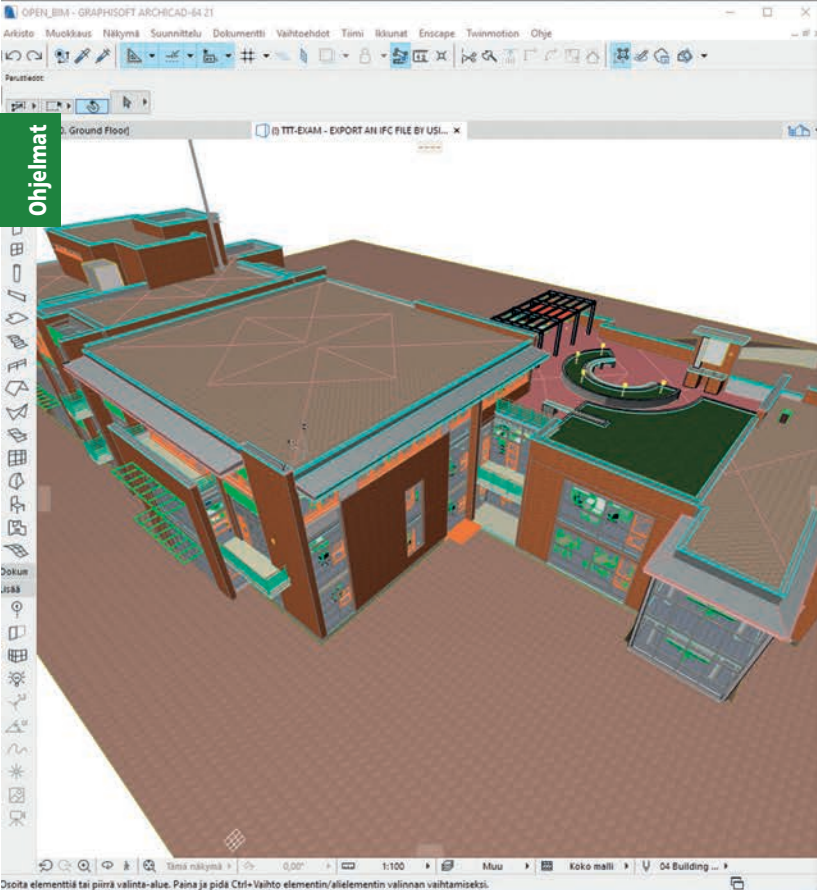 OPEN_BIM - GRAPHISOFT ARCHICAD-64 21
Arkisto Muokkaus Näkymä Suunnittelu Dokumentti Vaihtoehdot Tiimi Ikkunat Enscape Twinmotion Ohje
Perustiedot:
Ohjelmat
0. Ground Floor]
(!) TTT-EXAM - EXPORT AN IFC FILE BY USI...
Dokum
Lisää
Tämä näkymä 0,00° 1:100 Muu Koko malli 04 Building ...
Osoita elementtiä tai piirrä valinta-alue. Paina ja pidä Ctrl+Vaihto elementin/alielementin valinnan vaihtamiseksi.